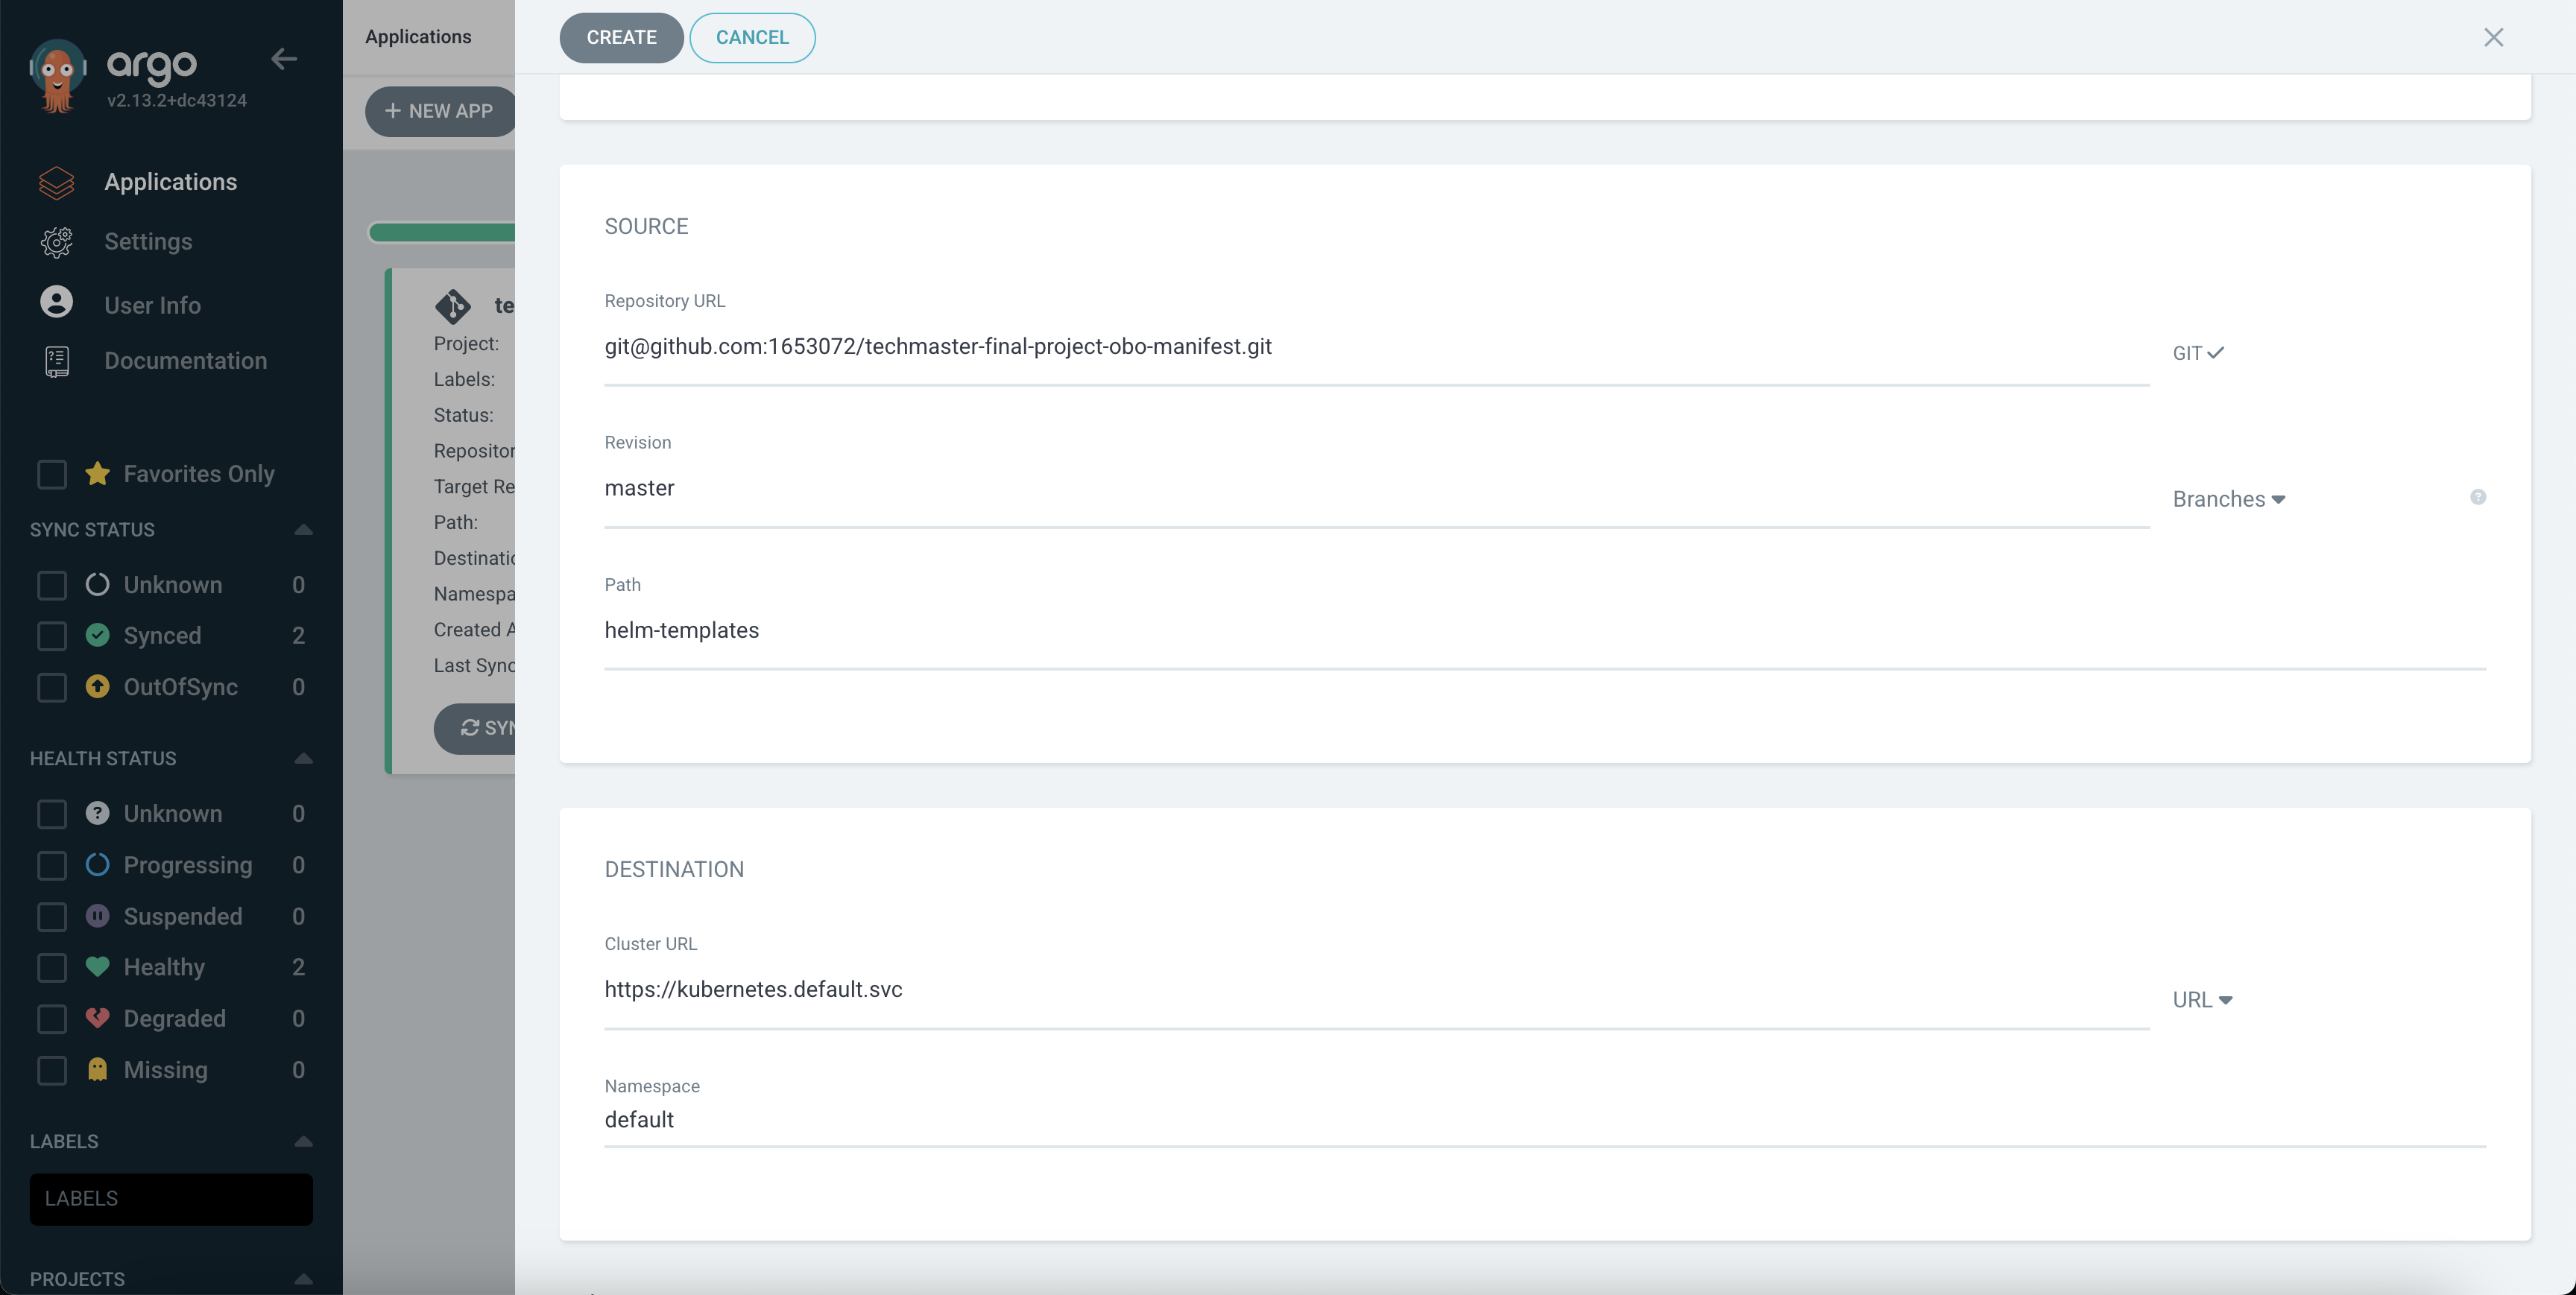 argo
v2.13.2+dc43124
Applications
Settings
User Info
Documentation
Favorites Only
SYNC STATUS
Unknown 0
Synced 2
OutOfSync 0
HEALTH STATUS
Unknown 0
Progressing 0
Suspended 0
Healthy 2
Degraded 0
Missing 0
LABELS
LABELS
PROJECTS
Applications
+ NEW APP
te
Project:
Labels:
Status:
Repositor
Target Re
Path:
Destinatio
Namespa
Created A
Last Sync
SYN
CREATE CANCEL
SOURCE
Repository URL
git@github.com:1653072/techmaster-final-project-obo-manifest.git
GIT
Revision
master
Branches
?
Path
helm-templates
DESTINATION
Cluster URL
https://kubernetes.default.svc
URL
Namespace
default